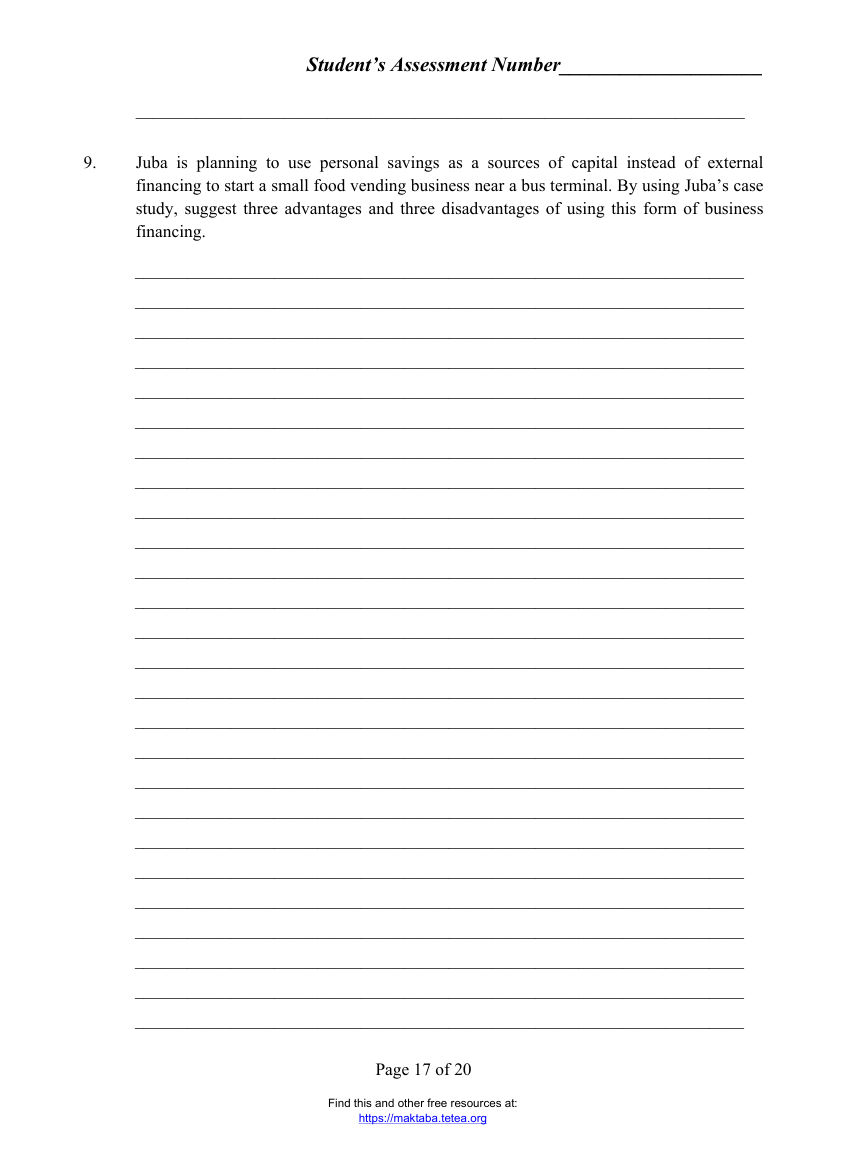 Student’s Assessment Number____________________
9. Juba is planning to use personal savings as a sources of capital instead of external
financing to start a small food vending business near a bus terminal. By using Juba’s case
study, suggest three advantages and three disadvantages of using this form of business
financing.
Page 17 of 20
Find this and other free resources at:
https://maktaba.tetea.org